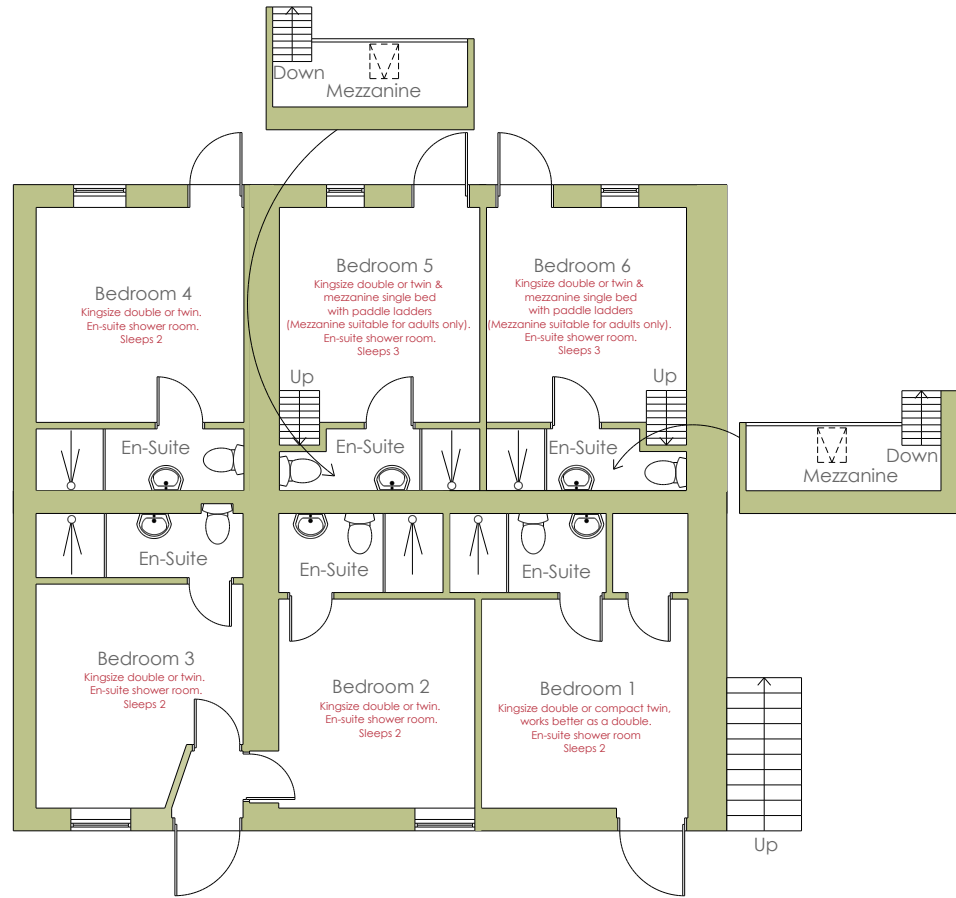 Down
Mezzanine
Bedroom 4
Kingsize double or twin.
En-suite shower room.
Sleeps 2
Bedroom 5
Kingsize double or twin &
mezzanine single bed
with paddle ladders
(Mezzanine suitable for adults only).
En-suite shower room.
Sleeps 3
Bedroom 6
Kingsize double or twin &
mezzanine single bed
with paddle ladders
(Mezzanine suitable for adults only).
En-suite shower room.
Sleeps 3
Up
Up
En-Suite
En-Suite
En-Suite
Down
Mezzanine
En-Suite
En-Suite
En-Suite
Bedroom 3
Kingsize double or twin.
En-suite shower room.
Sleeps 2
Bedroom 2
Kingsize double or twin.
En-suite shower room.
Sleeps 2
Bedroom 1
Kingsize double or compact twin,
works better as a double.
En-suite shower room
Sleeps 2
Up